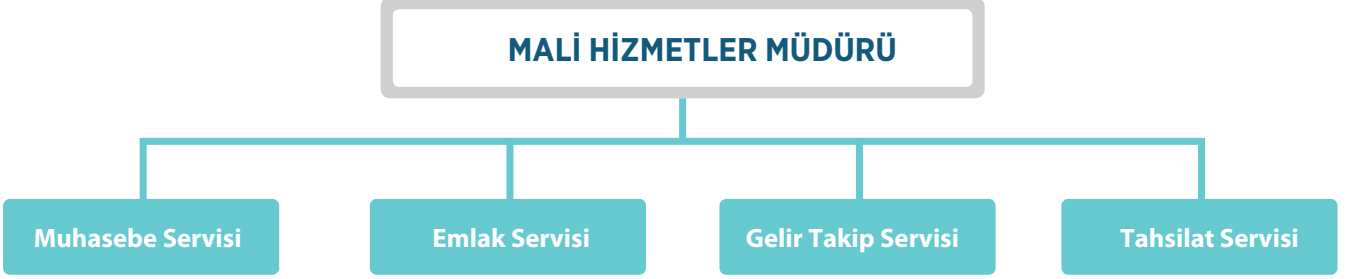 MALİ HİZMETLER MÜDÜRÜ
Muhasebe Servisi
Emlak Servisi
Gelir Takip Servisi
Tahsilat Servisi